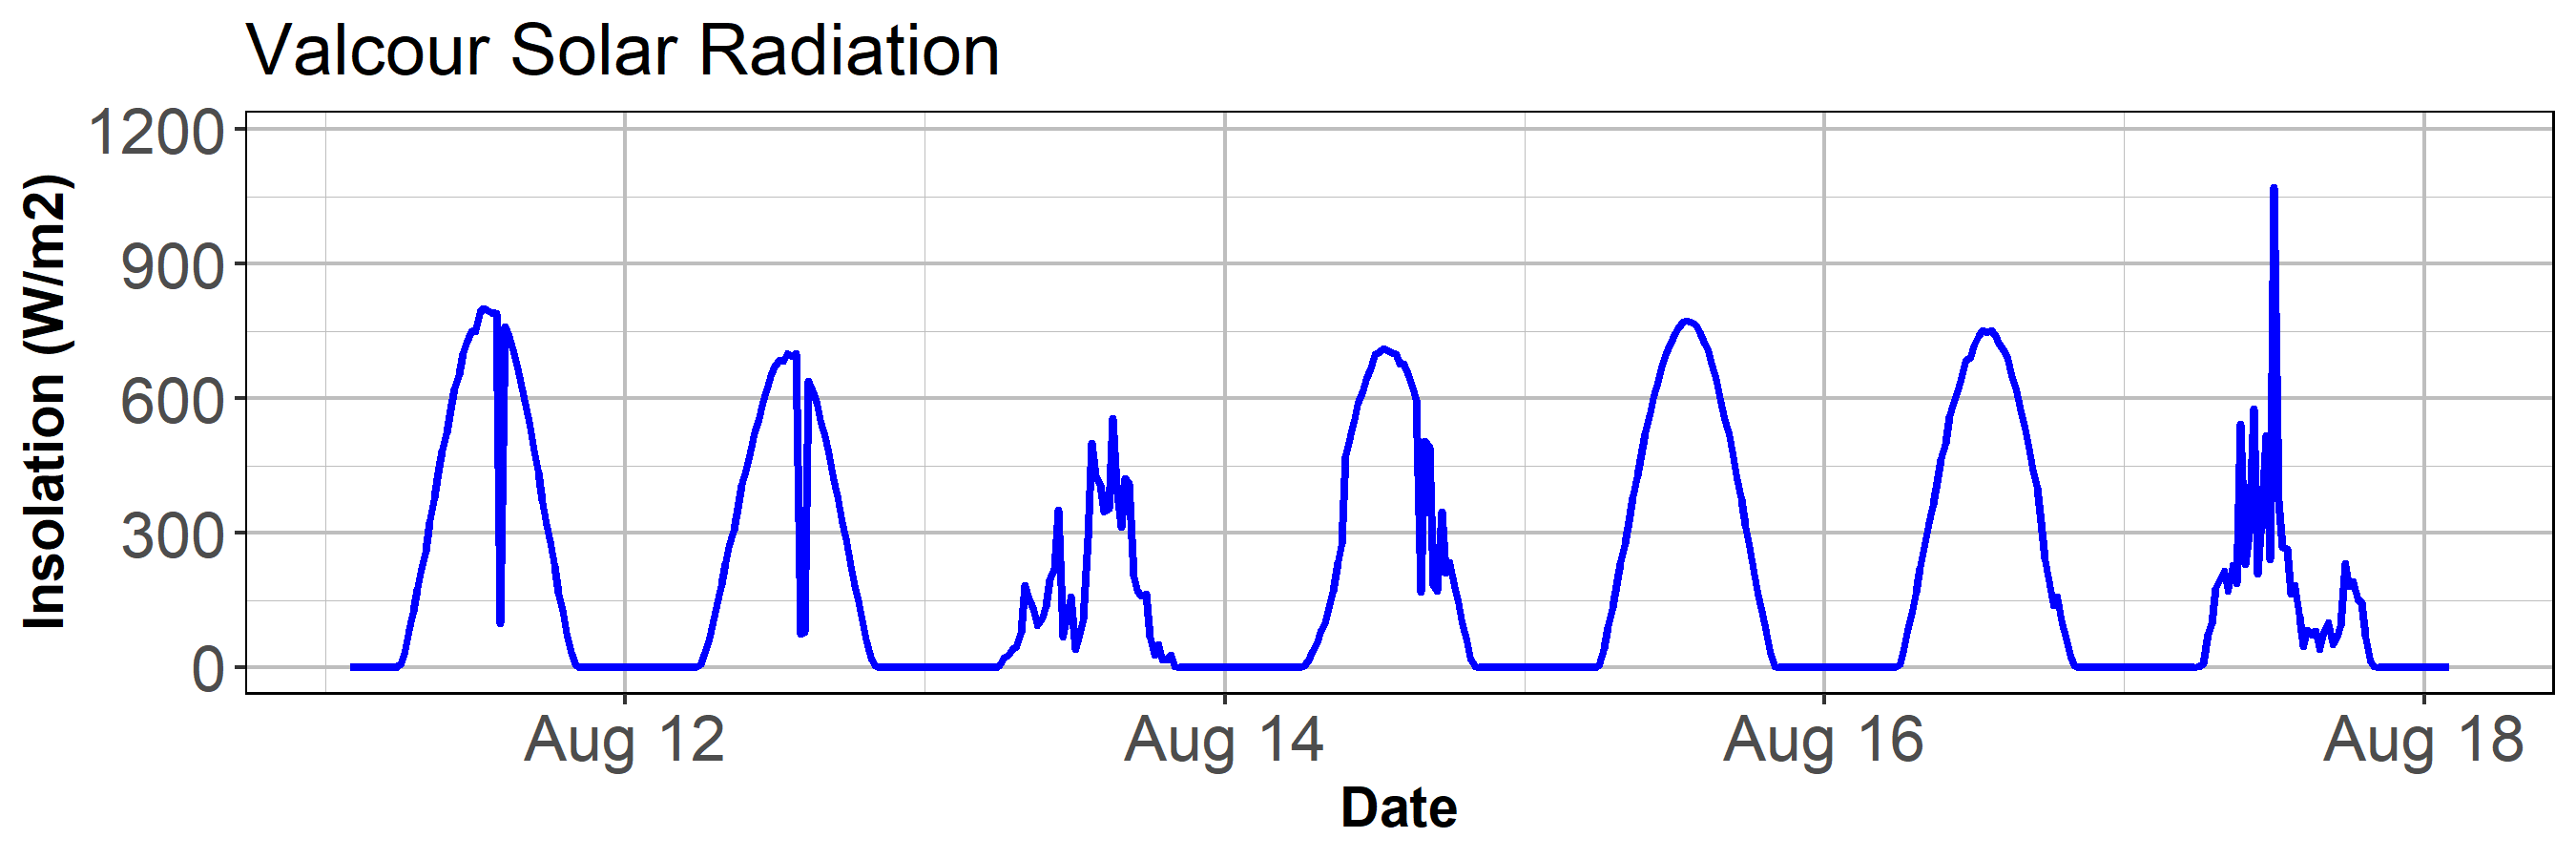 Valcour Solar Radiation
1200
900
600
300
0
Insolation (W/m2)
Aug 12
Aug 14
Aug 16
Aug 18
Date